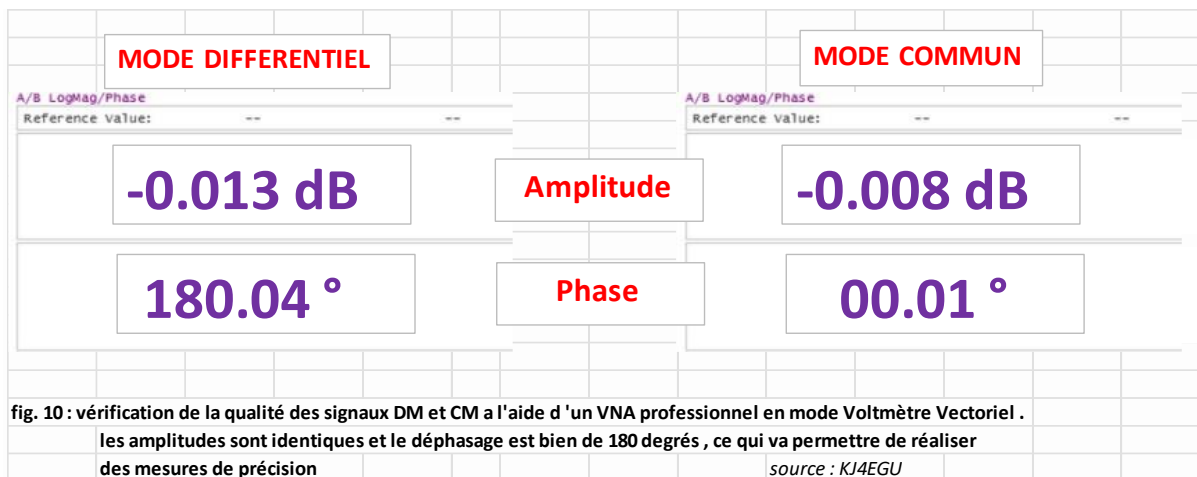 MODE DIFFERENTIEL
MODE COMMUN
A/B LogMag/Phase
A/B LogMag/Phase
Reference Value: -- --
Reference Value: -- --
-0.013 dB
Amplitude
-0.008 dB
180.04 °
Phase
00.01 °
fig. 10 : vérification de la qualité des signaux DM et CM a l'aide d 'un VNA professionnel en mode Voltmètre Vectoriel .
les amplitudes sont identiques et le déphasage est bien de 180 degrés , ce qui va permettre de réaliser
des mesures de précision
source : KJ4EGU